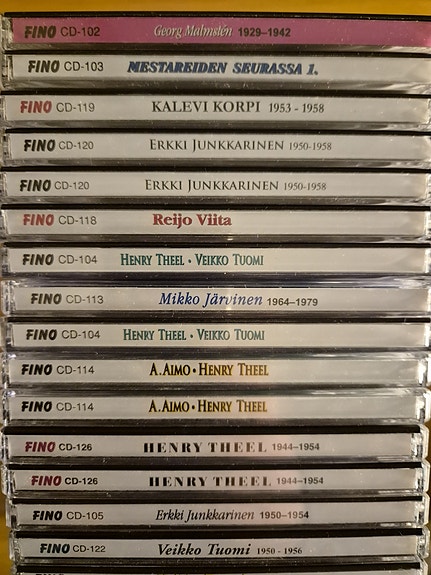 FINO CD-102 Georg Malmstén 1929–1942
FINO CD-103 MESTAREIDEN SEURASSA 1.
FINO CD-119 KALEVI KORPI 1953 - 1958
FINO CD-120 ERKKI JUNKKARINEN 1950-1958
FINO CD-120 ERKKI JUNKKARINEN 1950-1958
FINO CD-118 Reijo Viita
FINO CD-104 HENRY THEEL • VEIKKO TUOMI
FINO CD-113 Mikko Järvinen 1964–1979
FINO CD-104 HENRY THEEL • VEIKKO TUOMI
FINO CD-114 A. AIMO • HENRY THEEL
FINO CD-114 A. AIMO • HENRY THEEL
FINO CD-126 HENRY THEEL 1944–1954
FINO CD-126 HENRY THEEL 1944–1954
FINO CD-105 Erkki Junkkarinen 1950–1954
FINO CD-122 Veikko Tuomi 1950 - 1956